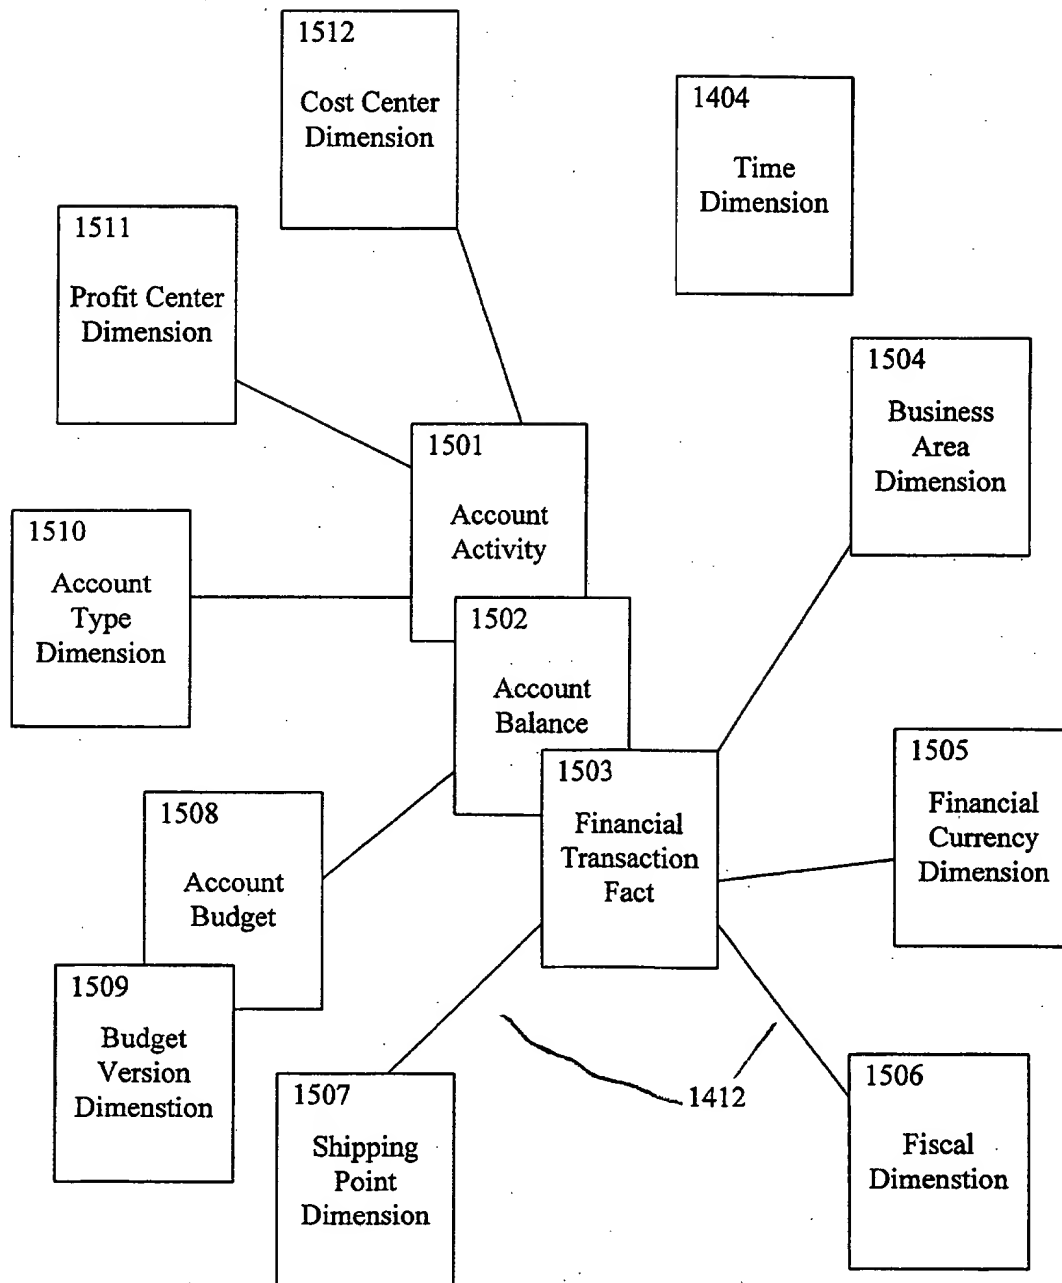 1512
Cost Center
Dimension
1404
Time
Dimension
1511
Profit Center
Dimension
1504
Business
Area
Dimension
1501
Account
Activity
1510
Account
Type
Dimension
1502
Account
Balance
1503
Financial
Transaction
Fact
1505
Financial
Currency
Dimension
1508
Account
Budget
1509
Budget
Version
Dimenstion
1507
Shipping
Point
Dimension
1412
1506
Fiscal
Dimenstion